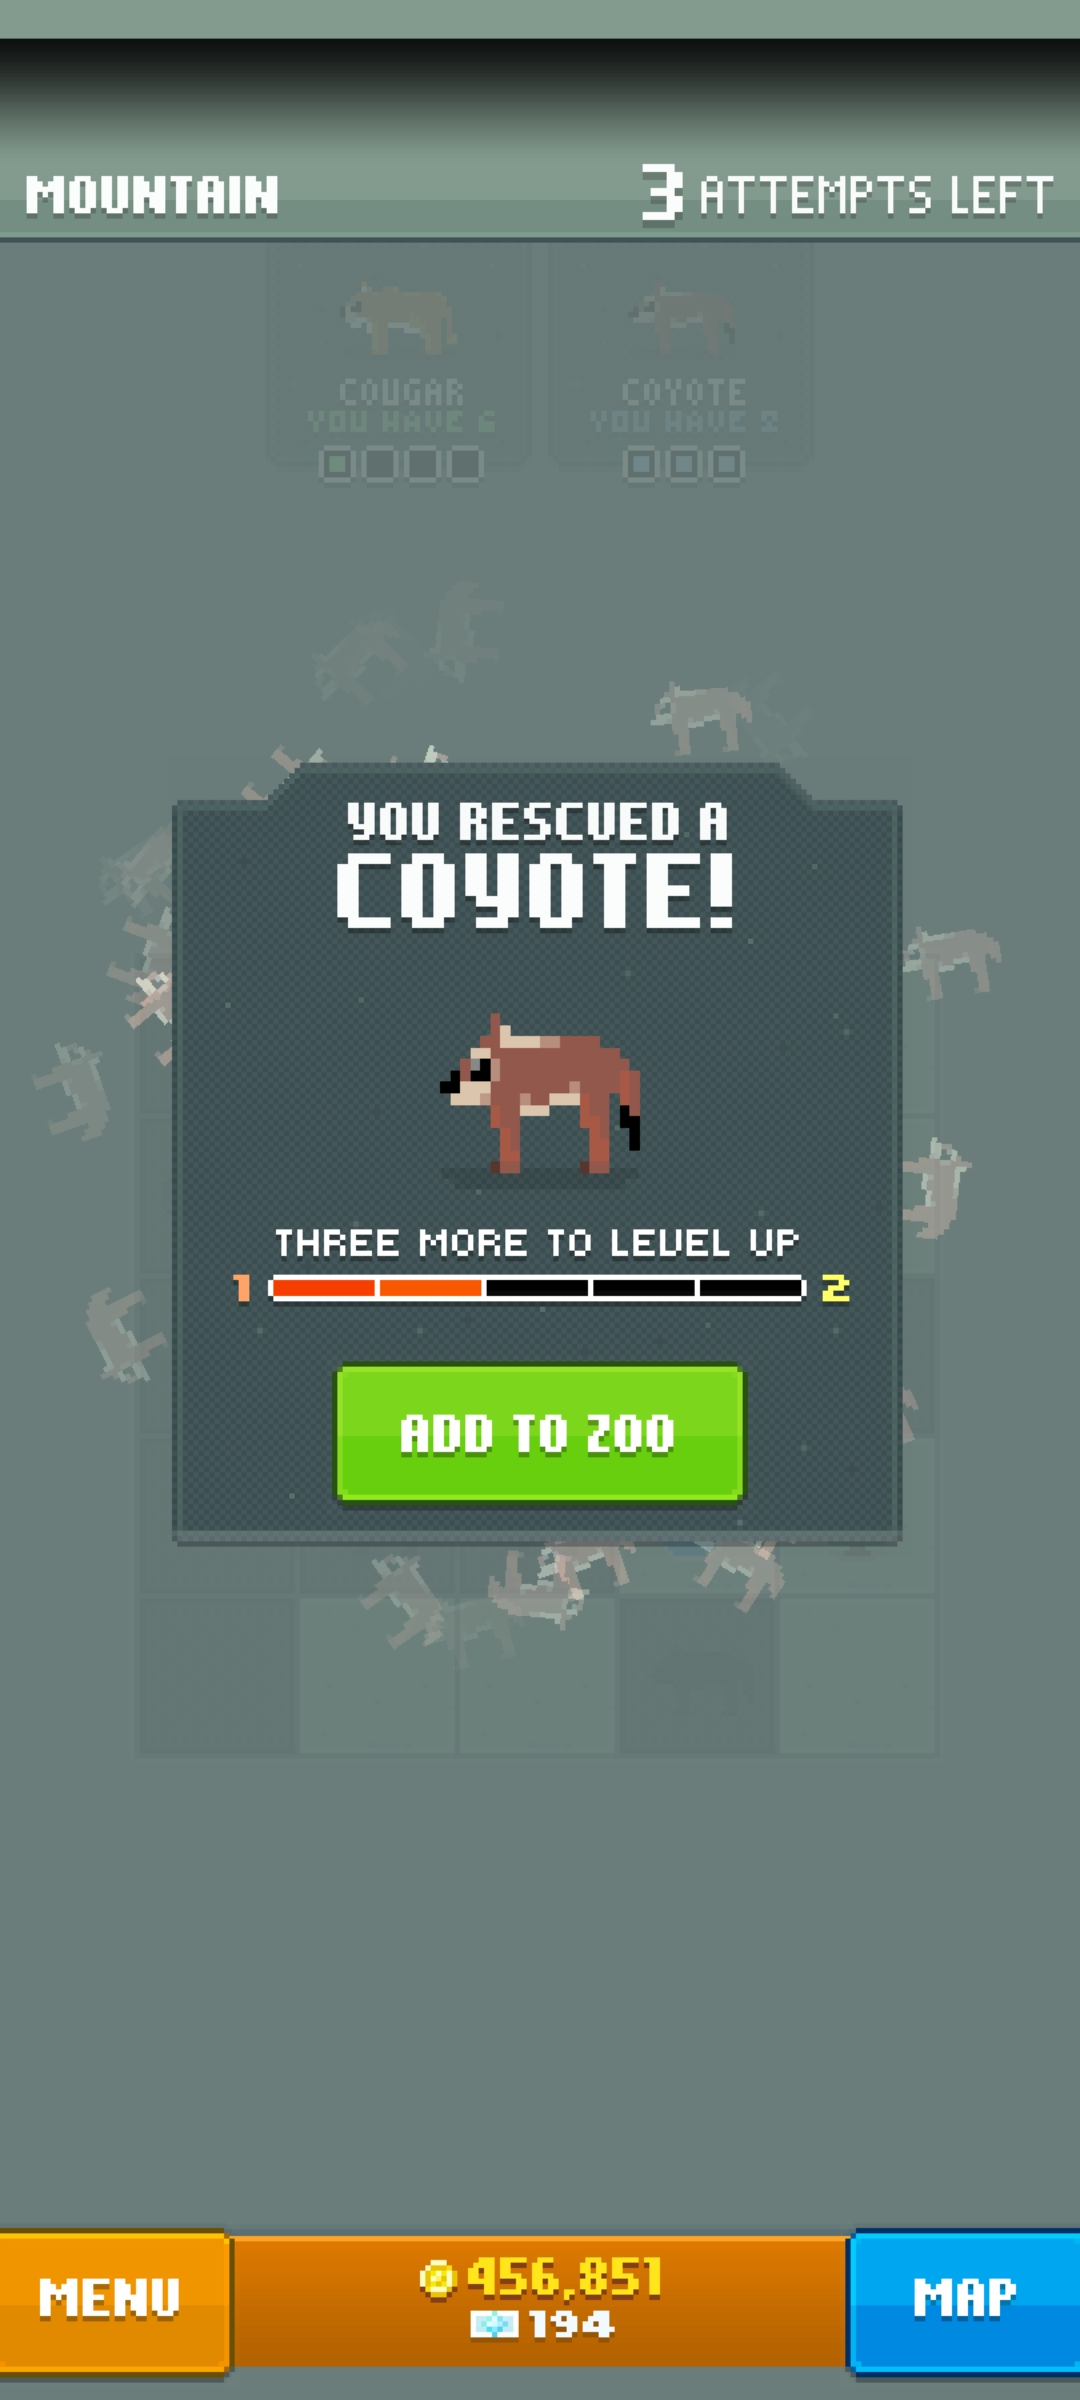 MOUNTAIN
3 ATTEMPTS LEFT
COUGAR
YOU HAVE 6
COYOTE
YOU HAVE
YOU RESCUED A
COYOTE!
THREE MORE TO LEVEL UP
1
2
ADD TO ZOO
MENU
456,851
194
MAP